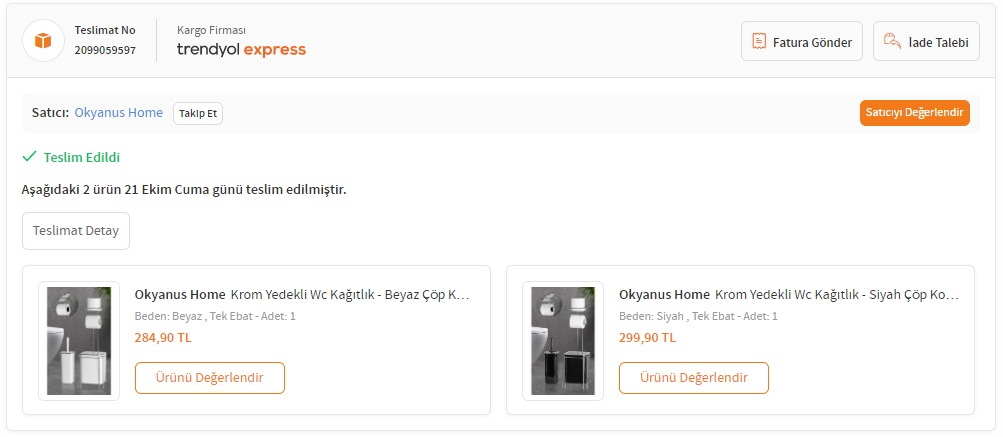 Teslimat No
2099059597
Kargo Firması
trendyol express
Fatura Gönder
İade Talebi
Satıcı: Okyanus Home
Takip Et
Satıcıyı Değerlendir
Teslim Edildi
Aşağıdaki 2 ürün 21 Ekim Cuma günü teslim edilmiştir.
Teslimat Detay
Okyanus Home Krom Yedekli Wc Kağıtlık - Beyaz Çöp K...
Beden: Beyaz , Tek Ebat - Adet: 1
284,90 TL
Ürünü Değerlendir
Okyanus Home Krom Yedekli Wc Kağıtlık - Siyah Çöp Ko...
Beden: Siyah , Tek Ebat - Adet: 1
299,90 TL
Ürünü Değerlendir